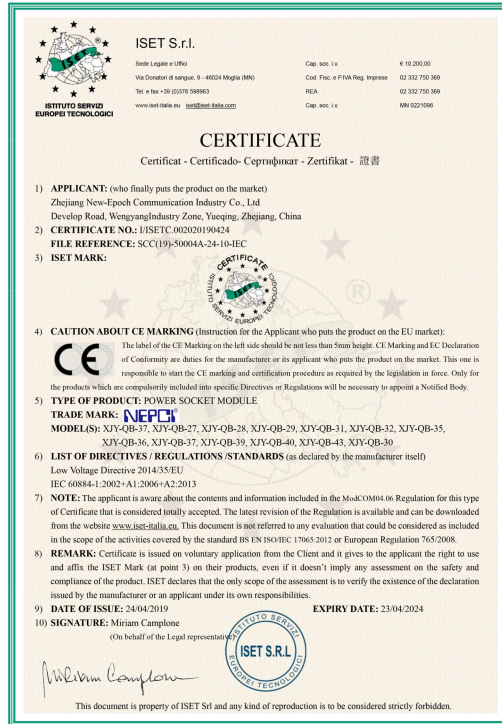 ISTITUTO SERVIZI
EUROPEI TECNOLOGICI
ISET S.r.l.
Sede Legale e Uffici
Via Donatori di sangue, 9 - 46024 Moglia (MN)
Tel. e fax +39 (0)376 598963
www.iset-italia.eu iset@iset-italia.com
Cap. soc. i.v. € 10.200,00
Cod. Fisc. e P.IVA Reg. Imprese 02 332 750 369
REA 02 332 750 369
Cap. soc. i.v. MN 0221098
CERTIFICATE
Certificat - Certificado- Сертификат - Zertifikat - 證書
1) APPLICANT: (who finally puts the product on the market)
Zhejiang New-Epoch Communication Industry Co., Ltd
Develop Road, WengyangIndustry Zone, Yueqing, Zhejiang, China
2) CERTIFICATE NO.: I/ISETC.002020190424
FILE REFERENCE: SCC(19)-50004A-24-10-IEC
3) ISET MARK:
CERTIFICATE
ISET
ISTITUTO SERVIZI EUROPEI TECNOLOGICI
4) CAUTION ABOUT CE MARKING (Instruction for the Applicant who puts the product on the EU market):
CE
The label of the CE Marking on the left side should be not less than 5mm height. CE Marking and EC Declaration
of Conformity are duties for the manufacturer or its applicant who puts the product on the market. This one is
responsible to start the CE marking and certification procedure as required by the legislation in force. Only for
the products which are compulsorily included into specific Directives or Regulations will be necessary to appoint a Notified Body.
5) TYPE OF PRODUCT: POWER SOCKET MODULE
TRADE MARK: NEPCI®
MODEL(S): XJY-QB-37, XJY-QB-27, XJY-QB-28, XJY-QB-29, XJY-QB-31, XJY-QB-32, XJY-QB-35,
XJY-QB-36, XJY-QB-37, XJY-QB-39, XJY-QB-40, XJY-QB-43, XJY-QB-30
6) LIST OF DIRECTIVES / REGULATIONS /STANDARDS (as declared by the manufacturer itself)
Low Voltage Directive 2014/35/EU
IEC 60884-1:2002+A1:2006+A2:2013
7) NOTE: The applicant is aware about the contents and information included in the ModCOM04.06 Regulation for this type
of Certificate that is considered totally accepted. The latest revision of the Regulation is available and can be downloaded
from the website www.iset-italia.eu. This document is not referred to any evaluation that could be considered as included
in the scope of the activities covered by the standard BS EN ISO/IEC 17065:2012 or European Regulation 765/2008.
8) REMARK: Certificate is issued on voluntary application from the Client and it gives to the applicant the right to use
and affix the ISET Mark (at point 3) on their products, even if it doesn't imply any assessment on the safety and
compliance of the product. ISET declares that the only scope of the assessment is to verify the existence of the declaration
issued by the manufacturer or an applicant under its own responsibilities.
9) DATE OF ISSUE: 24/04/2019 EXPIRY DATE: 23/04/2024
10) SIGNATURE: Miriam Camplone
(On behalf of the Legal representative)
ISTITUTO SERVIZI
ISET S.R.L
EUROPEI TECNOLOGICI
Miriam Camplone
This document is property of ISET Srl and any kind of reproduction is to be considered strictly forbidden.